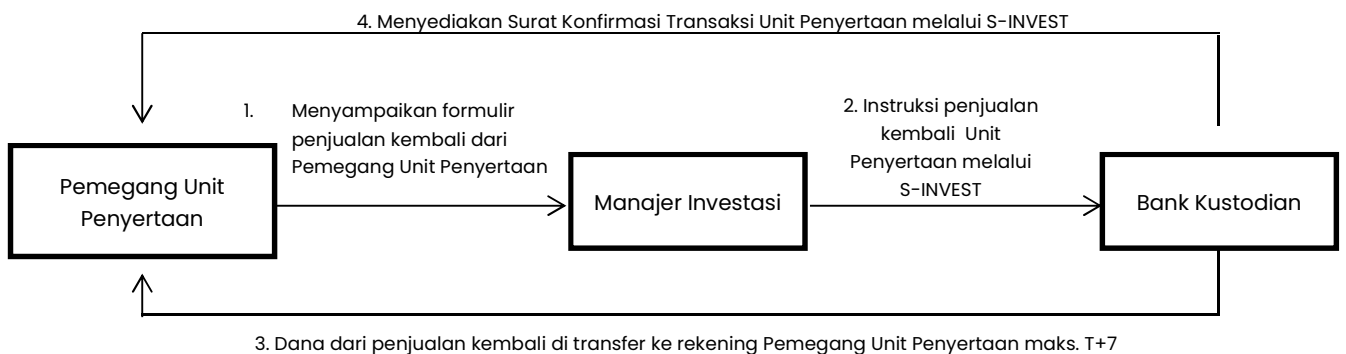 4. Menyediakan Surat Konfirmasi Transaksi Unit Penyertaan melalui S-INVEST
1. Menyampaikan formulir
penjualan kembali dari
Pemegang Unit Penyertaan
2. Instruksi penjualan
kembali Unit
Penyertaan melalui
S-INVEST
Pemegang Unit
Penyertaan
Manajer Investasi
Bank Kustodian
3. Dana dari penjualan kembali di transfer ke rekening Pemegang Unit Penyertaan maks. T+7